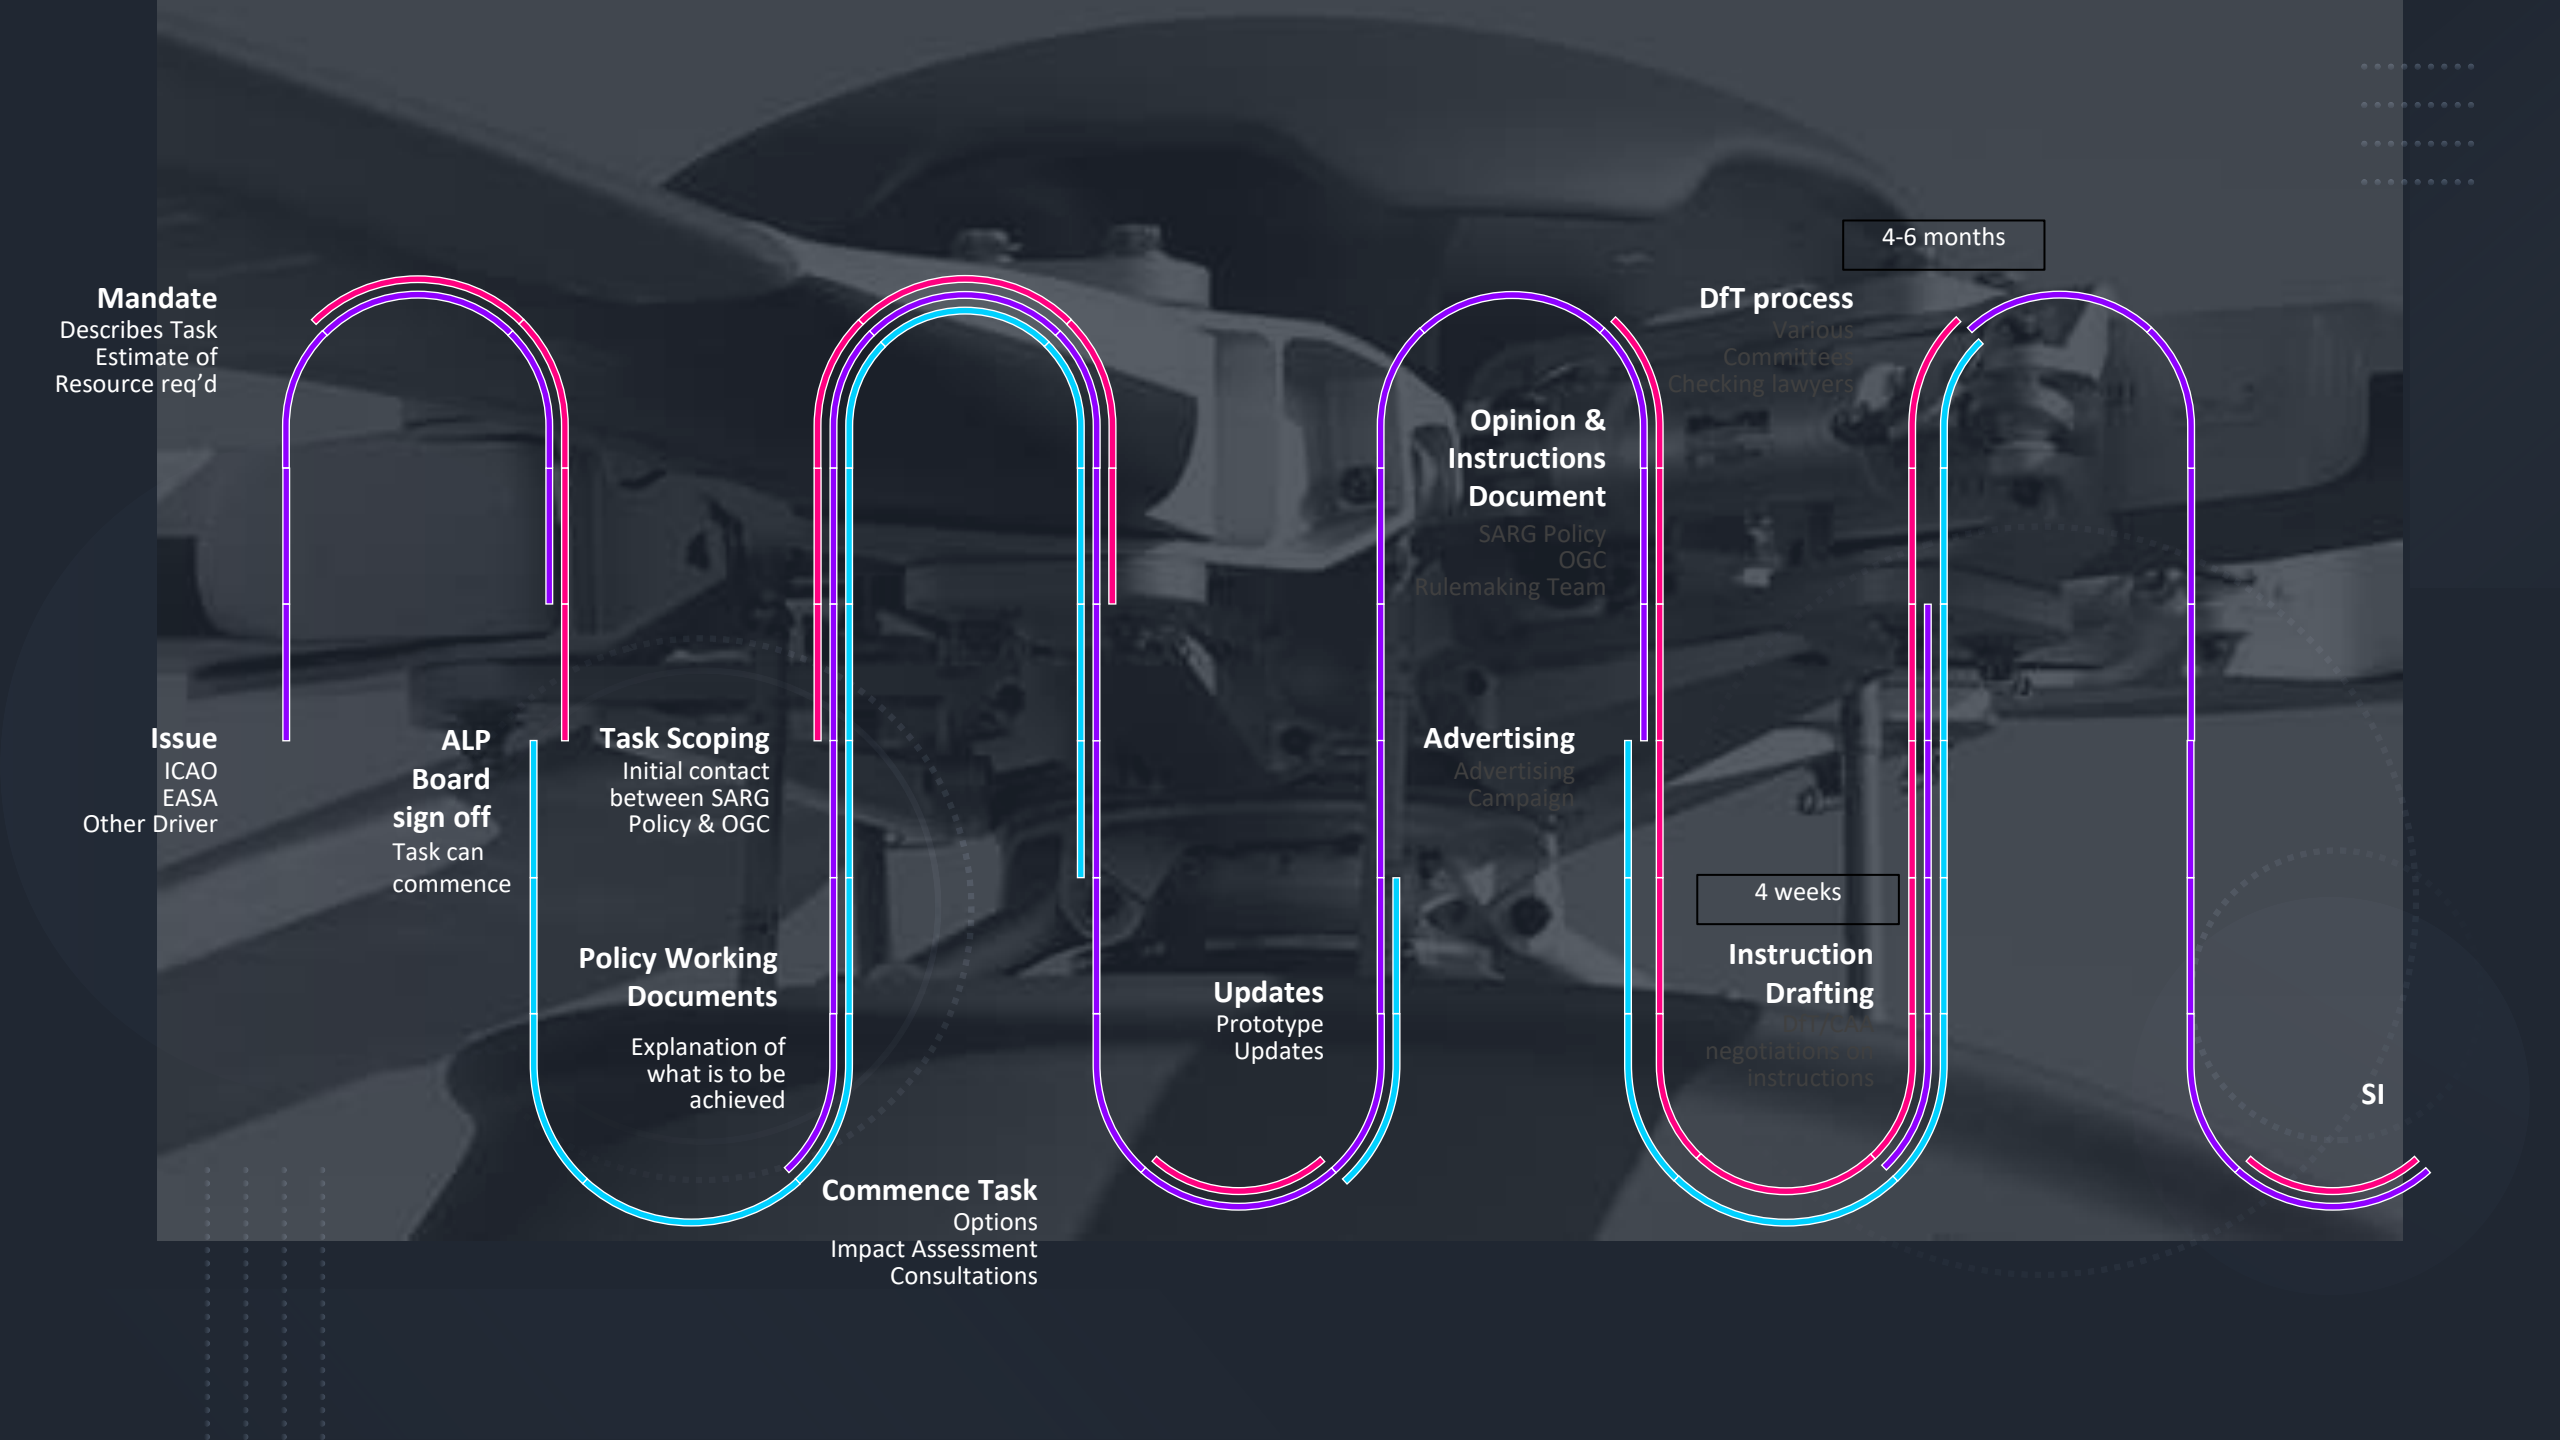 Mandate
Describes Task
Estimate of
Resource req’d
Issue
ICAO
EASA
Other Driver
ALP
Board
sign off
Task can
commence
Task Scoping
Initial contact
between SARG
Policy & OGC
Policy Working
Documents
Explanation of
what is to be
achieved
Commence Task
Options
Impact Assessment
Consultations
Updates
Prototype
Updates
Opinion &
Instructions
Document
SARG Policy
OGC
Rulemaking Team
Advertising
Advertising
Campaign
4-6 months
DfT process
Various
Committees
Checking lawyers
4 weeks
Instruction
Drafting
negotiations on
instructions
SI